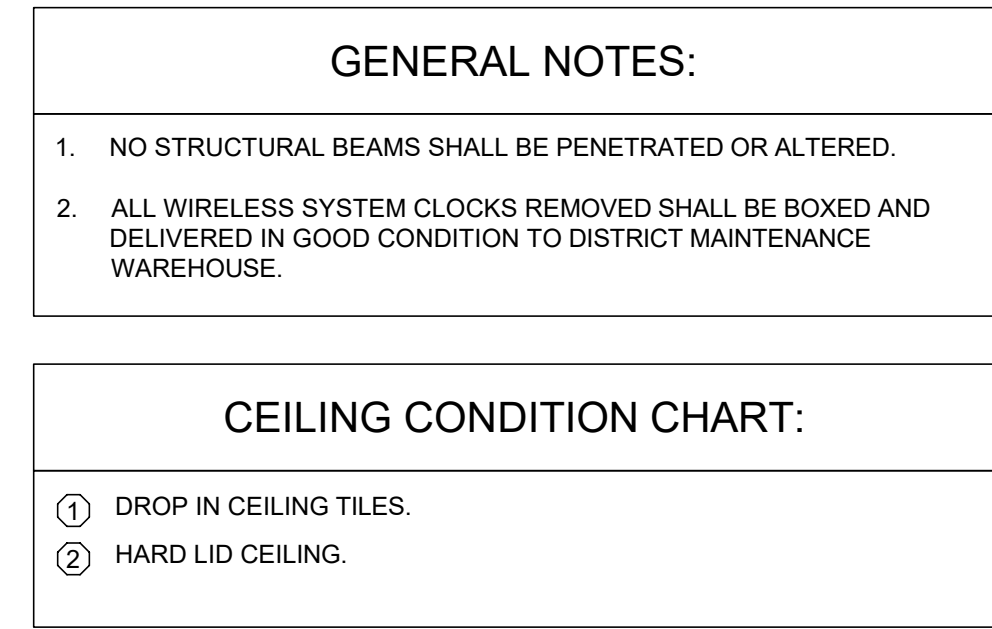 GENERAL NOTES:
1. NO STRUCTURAL BEAMS SHALL BE PENETRATED OR ALTERED.
2. ALL WIRELESS SYSTEM CLOCKS REMOVED SHALL BE BOXED AND
DELIVERED IN GOOD CONDITION TO DISTRICT MAINTENANCE
WAREHOUSE.
CEILING CONDITION CHART:
1 DROP IN CEILING TILES.
2 HARD LID CEILING.